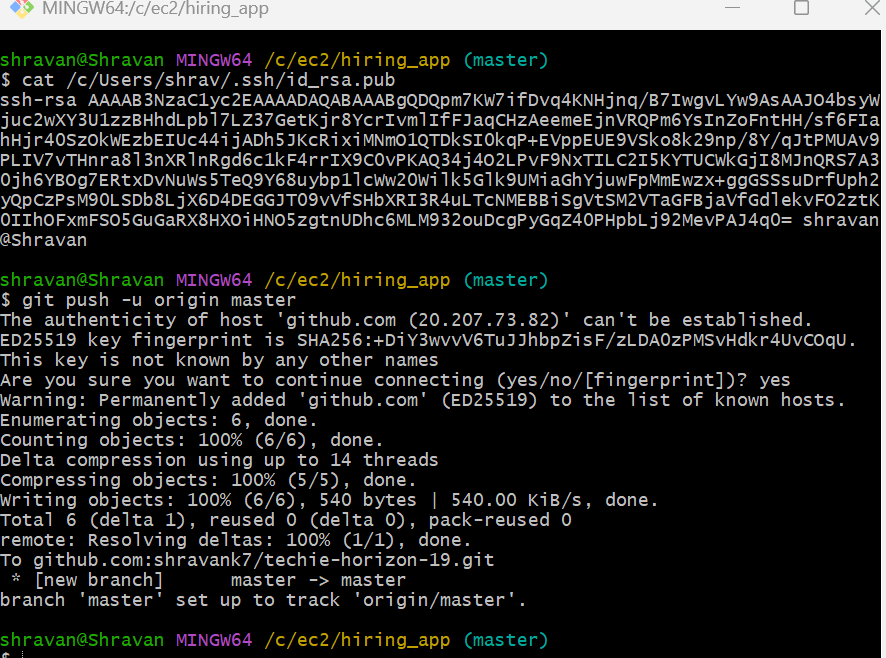 MINGW64:/c/ec2/hiring_app
shravan@Shravan MINGW64 /c/ec2/hiring_app (master)
$ cat /c/Users/shrav/.ssh/id_rsa.pub
ssh-rsa AAAAB3NzaC1yc2EAAAADAQABAAABgQDQpm7KW7ifDvq4KNHjnq/B7IwgvLYw9AsAAJO4bsyW
juc2wXY3U1zzBHhdLpbl7LZ37GetKjr8YcrIvmlIfFJaqCHzAeemeEjnVRQPm6YsInZoFntHH/sf6FIa
hHjr40SzOkWEzbEIUc44ijADh5JKcRixiMNmO1QTDkSI0kqP+EVppEUE9VSko8k29np/8Y/qJtPMUAv9
PLIV7vTHnra8l3nXRlnRgd6c1kF4rrIX9COvPKAQ34j4O2LPvF9NxTILC2I5KYTUCWkGjI8MJnQRS7A3
0jh6YBOg7ERtxDvNuWs5TeQ9Y68uybp1lcWw2OWilk5Glk9UMiaGhYjuwFpMmEwzx+ggGSSsuDrfUph2
yQpCzPsM90LSDb8LjX6D4DEGGJT09vVfSHbXRI3R4uLTcNMEBBiSgVtSM2VTaGFBjaVfGdlekvFO2ztK
0IIhOFxmFSO5GuGaRX8HXOiHNO5zgtnUDhc6MLM932ouDcgPyGqZ4OPHpbLj92MevPAJ4q0= shravan
@Shravan
shravan@Shravan MINGW64 /c/ec2/hiring_app (master)
$ git push -u origin master
The authenticity of host 'github.com (20.207.73.82)' can't be established.
ED25519 key fingerprint is SHA256:+DiY3wvvV6TuJJhbpZisF/zLDA0zPMSvHdkr4UvCOqU.
This key is not known by any other names
Are you sure you want to continue connecting (yes/no/[fingerprint])? yes
Warning: Permanently added 'github.com' (ED25519) to the list of known hosts.
Enumerating objects: 6, done.
Counting objects: 100% (6/6), done.
Delta compression using up to 14 threads
Compressing objects: 100% (5/5), done.
Writing objects: 100% (6/6), 540 bytes | 540.00 KiB/s, done.
Total 6 (delta 1), reused 0 (delta 0), pack-reused 0
remote: Resolving deltas: 100% (1/1), done.
To github.com:shravank7/techie-horizon-19.git
 * [new branch]      master -> master
branch 'master' set up to track 'origin/master'.
shravan@Shravan MINGW64 /c/ec2/hiring_app (master)
$